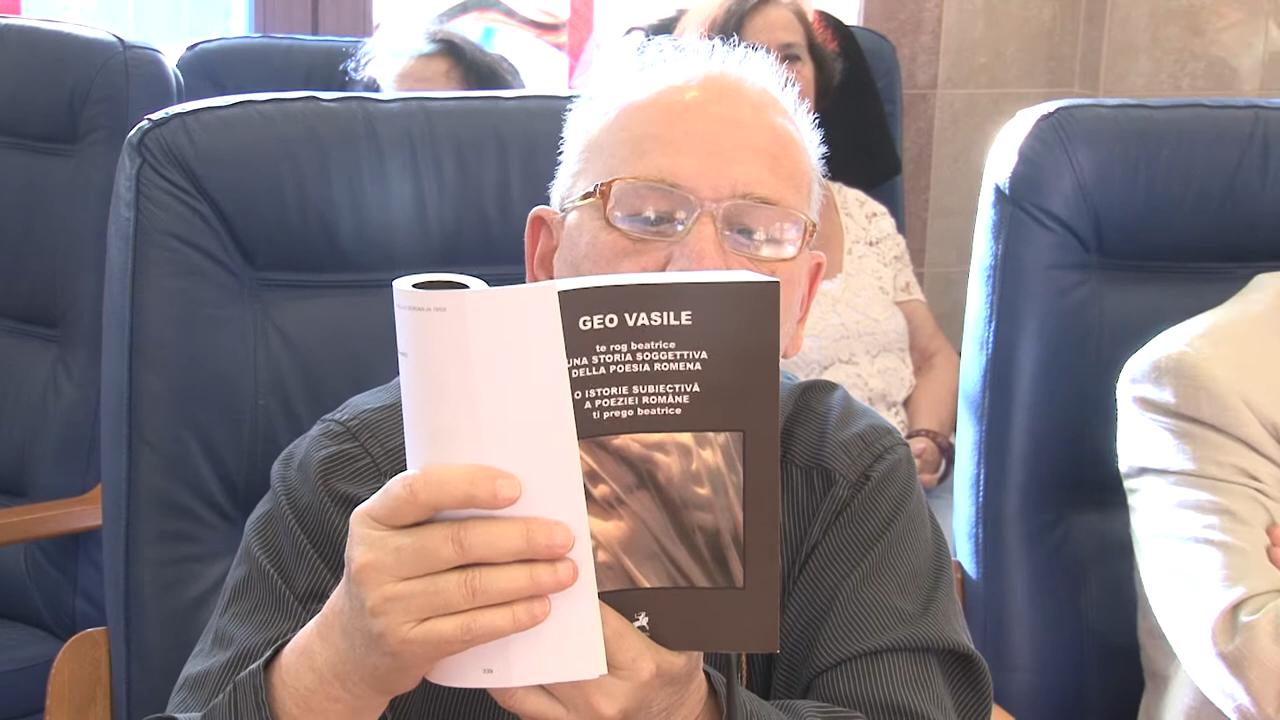 GEO VASILE
te rog beatrice
UNA STORIA SOGGETTIVA
DELLA POESIA ROMENA
O ISTORIE SUBIECTIVĂ
A POEZIEI ROMÂNE
ti prego beatrice